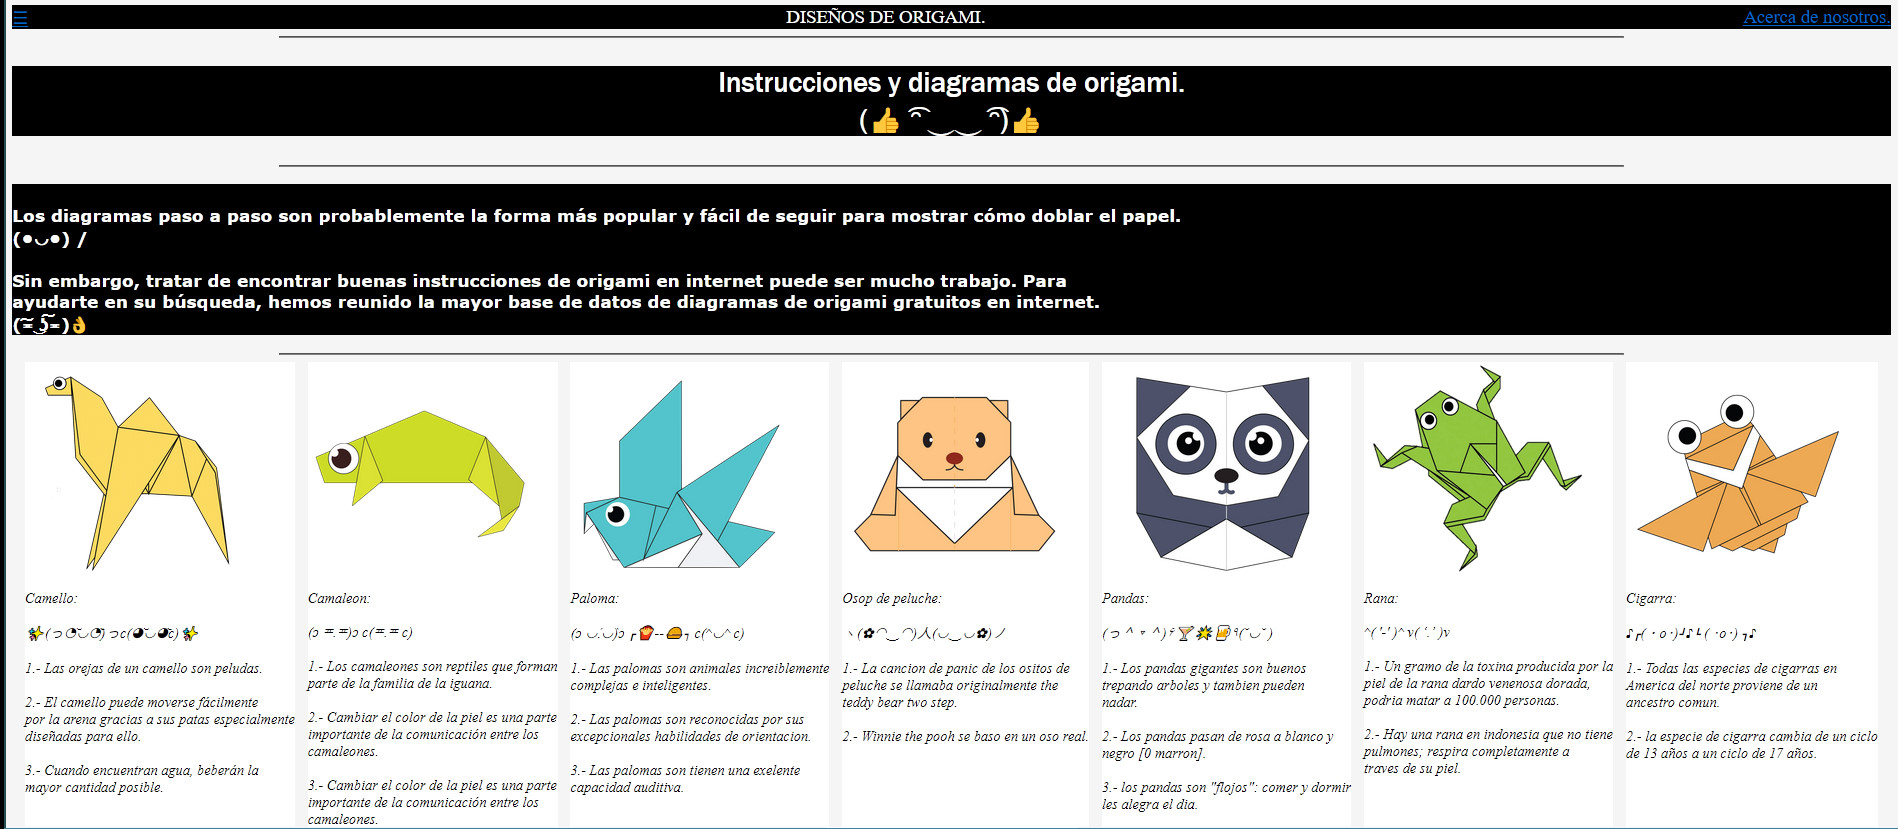 ☰ DISEÑOS DE ORIGAMI. Acerca de nosotros.
Instrucciones y diagramas de origami.
(👍 ͡ᵔ ‿‿ ͡ᵔ)👍
Los diagramas paso a paso son probablemente la forma más popular y fácil de seguir para mostrar cómo doblar el papel.
(•◡•) /
Sin embargo, tratar de encontrar buenas instrucciones de origami en internet puede ser mucho trabajo. Para
ayudarte en su búsqueda, hemos reunido la mayor base de datos de diagramas de origami gratuitos en internet.
Camello:
1.- Las orejas de un camello son peludas.
2.- El camello puede moverse fácilmente
por la arena gracias a sus patas especialmente
diseñadas para ello.
3.- Cuando encuentran agua, beberán la
mayor cantidad posible.
Camaleon:
1.- Los camaleones son reptiles que forman
parte de la familia de la iguana.
2.- Cambiar el color de la piel es una parte
importante de la comunicación entre los
camaleones.
3.- Cambiar el color de la piel es una parte
importante de la comunicación entre los
camaleones.
Paloma:
1.- Las palomas son animales increiblemente
complejas e inteligentes.
2.- Las palomas son reconocidas por sus
excepcionales habilidades de orientacion.
3.- Las palomas son tienen una exelente
capacidad auditiva.
Osop de peluche:
1.- La cancion de panic de los ositos de
peluche se llamaba originalmente the
teddy bear two step.
2.- Winnie the pooh se baso en un oso real.
Pandas:
1.- Los pandas gigantes son buenos
trepando arboles y tambien pueden
nadar.
2.- Los pandas pasan de rosa a blanco y
negro [0 marron].
3.- los pandas son "flojos": comer y dormir
les alegra el dia.
Rana:
^( '-' )^ v( '.' )v
1.- Un gramo de la toxina producida por la
piel de la rana dardo venenosa dorada,
podria matar a 100.000 personas.
2.- Hay una rana en indonesia que no tiene
pulmones; respira completamente a
traves de su piel.
Cigarra:
♪┌( ・o・)┘♪└ ( ・o・) ┐♪
1.- Todas las especies de cigarras en
America del norte proviene de un
ancestro comun.
2.- la especie de cigarra cambia de un ciclo
de 13 años a un ciclo de 17 años.